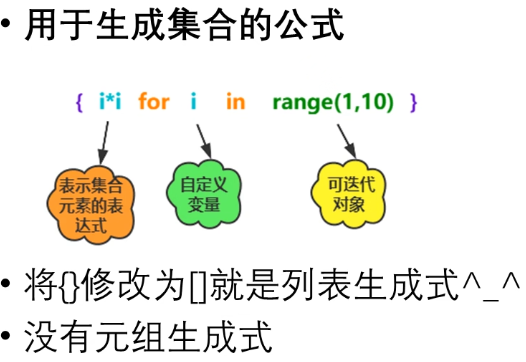 • 用于生成集合的公式
{ i*i for i in range(1,10) }
表示集合
元素的表
达式
自定义
变量
可迭代
对象
• 将{}修改为[]就是列表生成式^_^
• 没有元组生成式